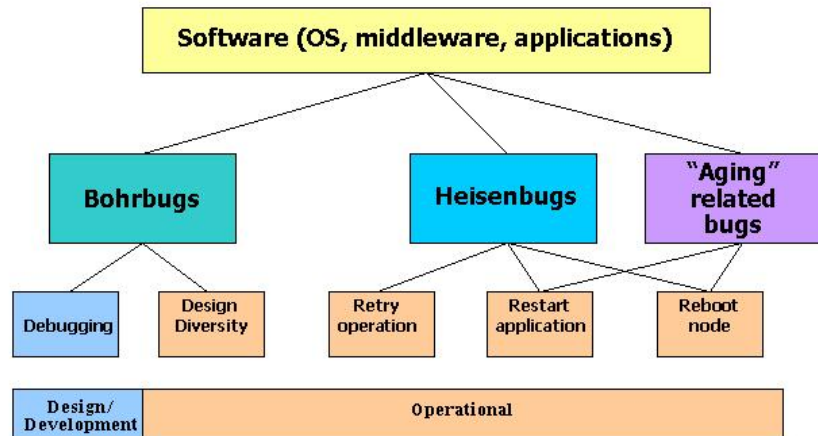 Software (OS, middleware, applications)
Bohrbugs
Heisenbugs
“Aging”
related
bugs
Debugging
Design
Diversity
Retry
operation
Restart
application
Reboot
node
Design/
Development
Operational